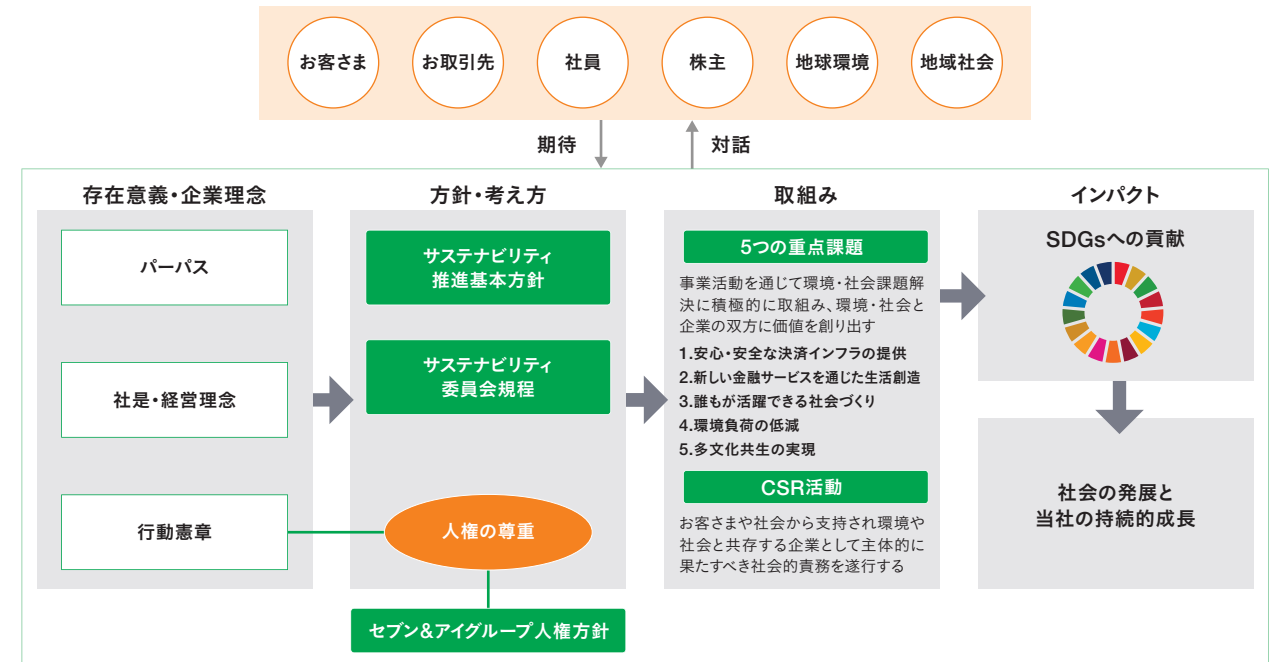 お客さま
お取引先
社員
株主
地球環境
地域社会
期待
対話
存在意義・企業理念
パーパス
社是・経営理念
行動憲章
方針・考え方
サステナビリティ
推進基本方針
サステナビリティ
委員会規程
人権の尊重
セブン&アイグループ人権方針
取組み
5つの重点課題
事業活動を通じて環境・社会課題解
決に積極的に取組み、環境・社会と
企業の双方に価値を創り出す
1.安心・安全な決済インフラの提供
2.新しい金融サービスを通じた生活創造
3.誰もが活躍できる社会づくり
4.環境負荷の低減
5.多文化共生の実現
CSR活動
お客さまや社会から支持され環境や
社会と共存する企業として主体的に
果たすべき社会的責務を遂行する
インパクト
SDGsへの貢献
社会の発展と
当社の持続的成長